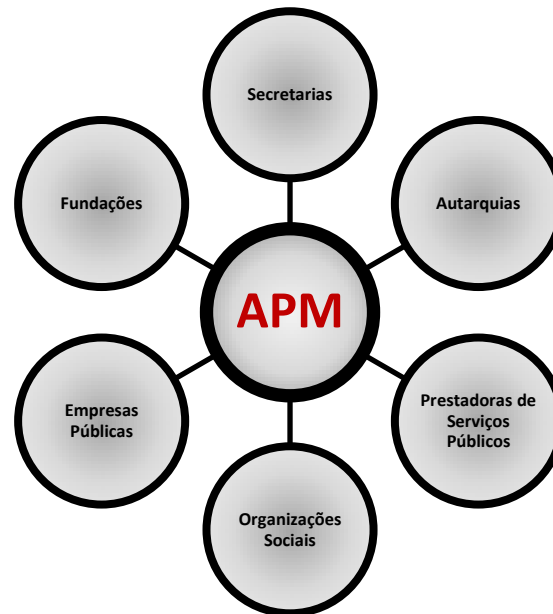 Secretarias
Fundações
Autarquias
APM
Empresas
Públicas
Prestadoras de
Serviços
Públicos
Organizações
Sociais